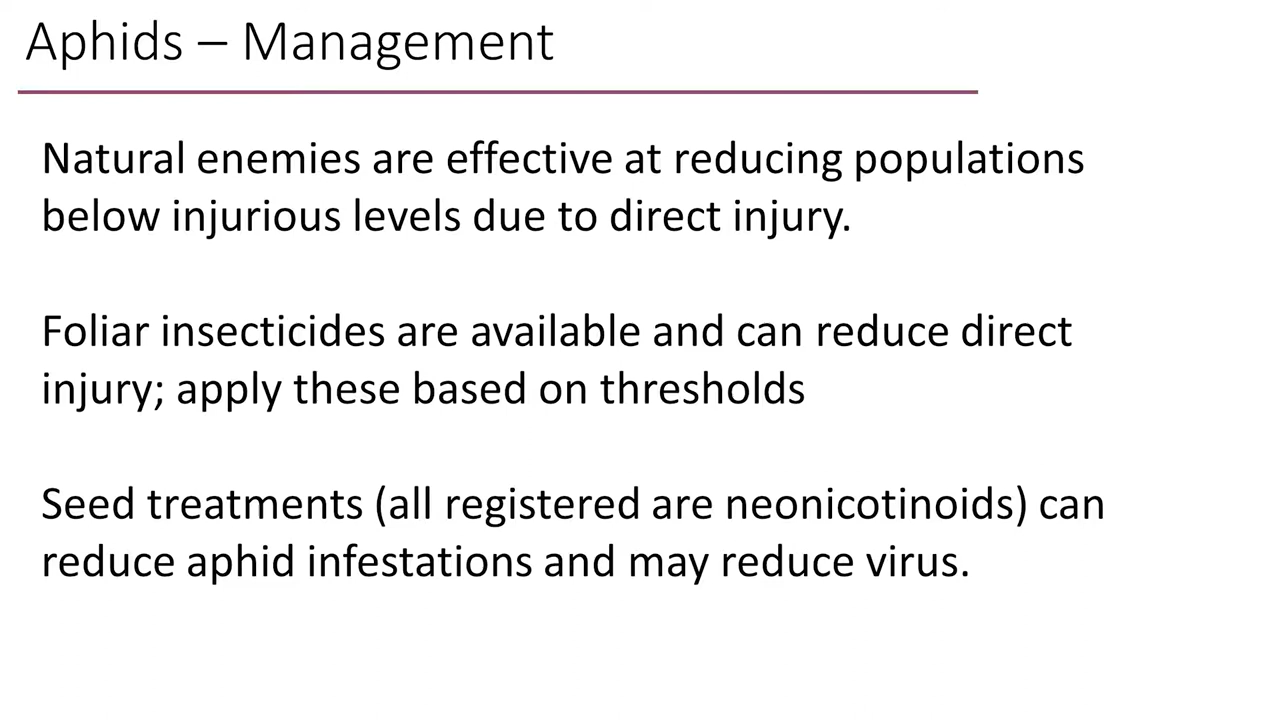 Aphids – Management
Natural enemies are effective at reducing populations
below injurious levels due to direct injury.
Foliar insecticides are available and can reduce direct
injury; apply these based on thresholds
Seed treatments (all registered are neonicotinoids) can
reduce aphid infestations and may reduce virus.